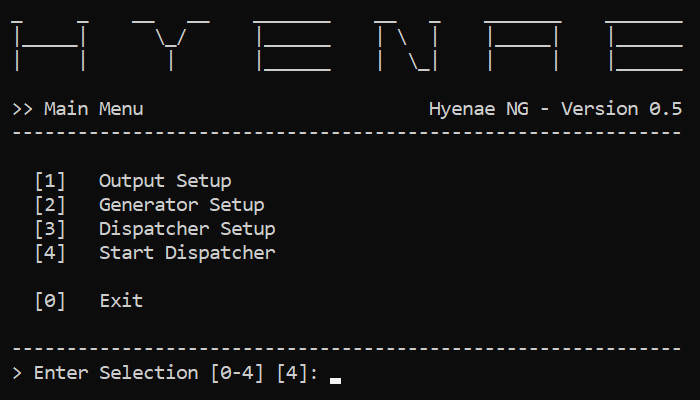 HYENAE
>> Main Menu Hyenae NG - Version 0.5
--------------------------------------------------------------
[1] Output Setup
[2] Generator Setup
[3] Dispatcher Setup
[4] Start Dispatcher
[0] Exit
--------------------------------------------------------------
> Enter Selection [0-4] [4]: _